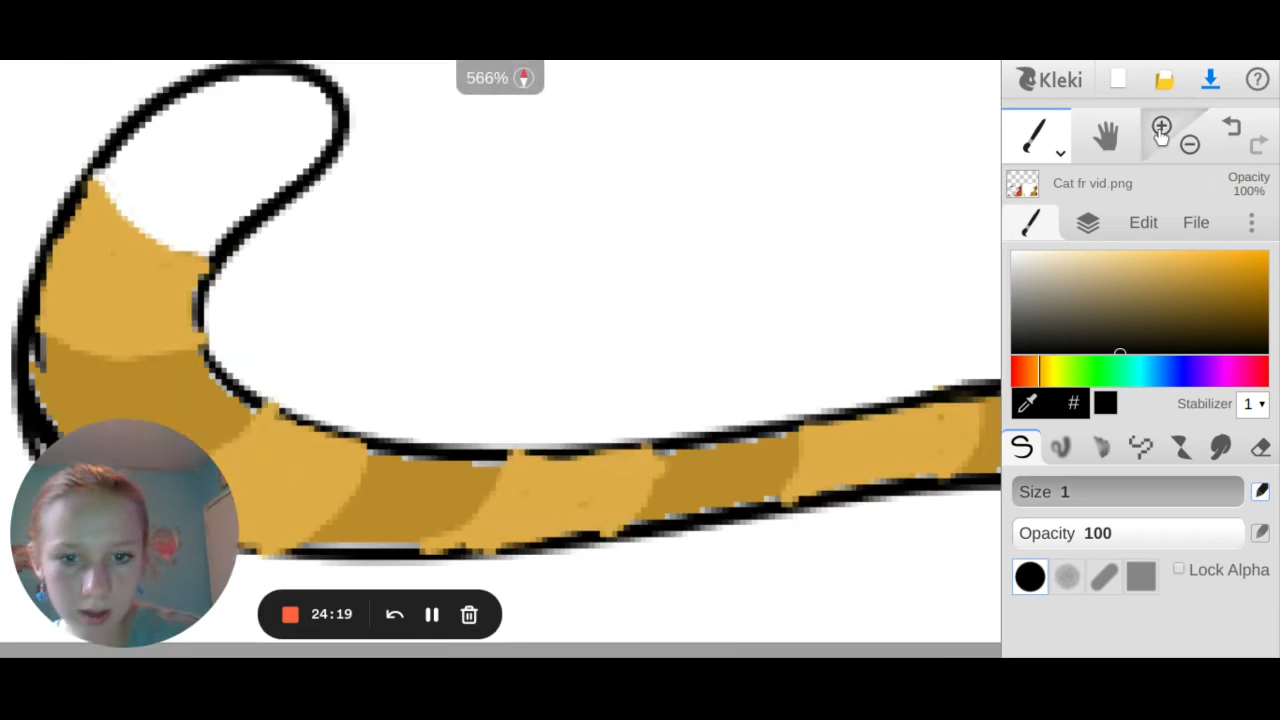 566%
Kleki
?
Cat fr vid.png
Opacity
100%
Edit File
#
Stabilizer 1
Size 1
Opacity 100
Lock Alpha
24:19